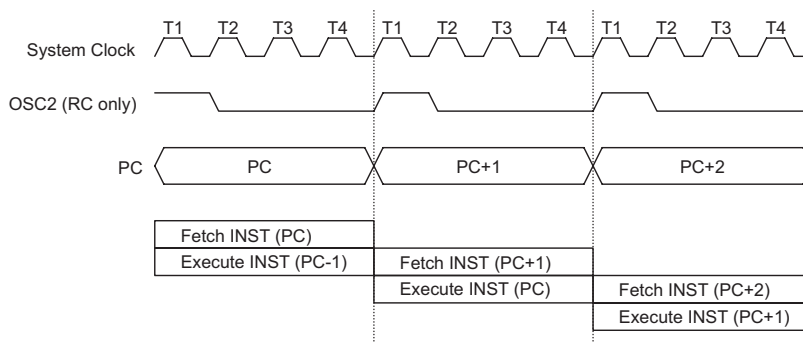 T1 T2 T3 T4 T1 T2 T3 T4 T1 T2 T3 T4
System Clock
OSC2 (RC only)
PC PC PC+1 PC+2
Fetch INST (PC)
Execute INST (PC-1) Fetch INST (PC+1)
Execute INST (PC) Fetch INST (PC+2)
Execute INST (PC+1)